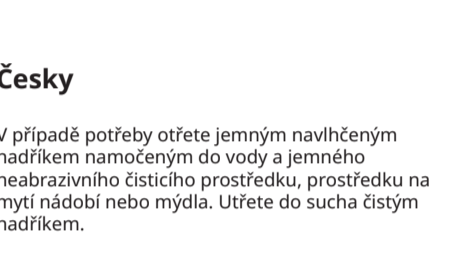 Česky
V případě potřeby otřete jemným navlhčeným
hadříkem namočeným do vody a jemného
neabrazivního čisticího prostředku, prostředku na
mytí nádobí nebo mýdla. Utřete do sucha čistým
hadříkem.